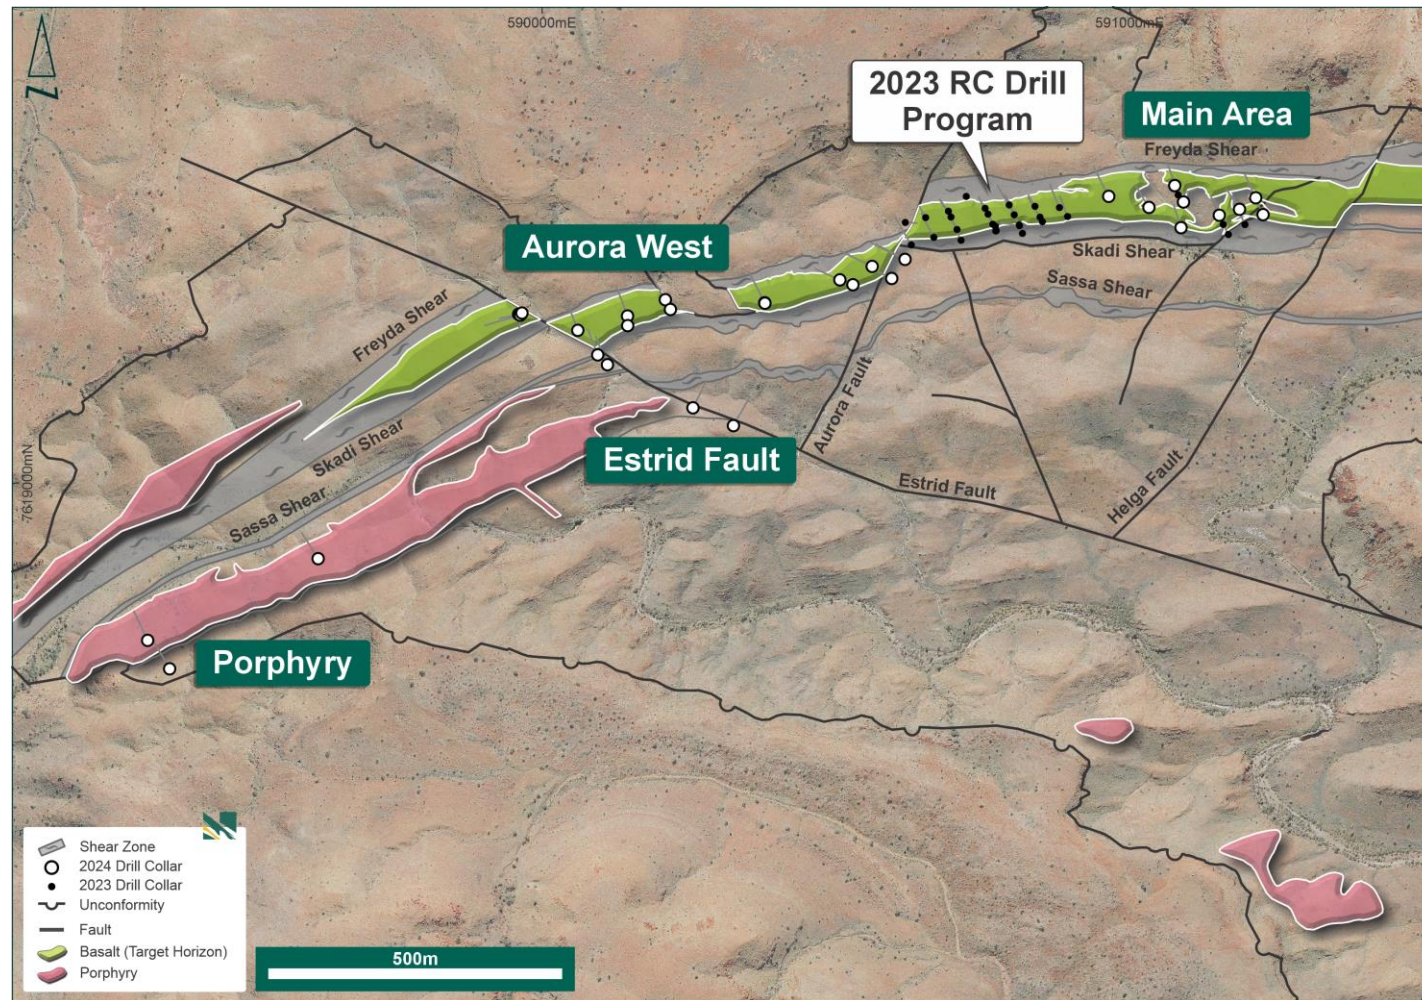 590000mE
591000mE
2023 RC Drill
Program
Main Area
Freyda Shear
Aurora West
Skadi Shear
Sassa Shear
Freyda Shear
Aurora Fault
Skadi Shear
Estrid Fault
7619000mN
Sassa Shear
Estrid Fault
Helga Fault
Porphyry
Shear Zone
2024 Drill Collar
2023 Drill Collar
Unconformity
Fault
Basalt (Target Horizon)
Porphyry
500m
N